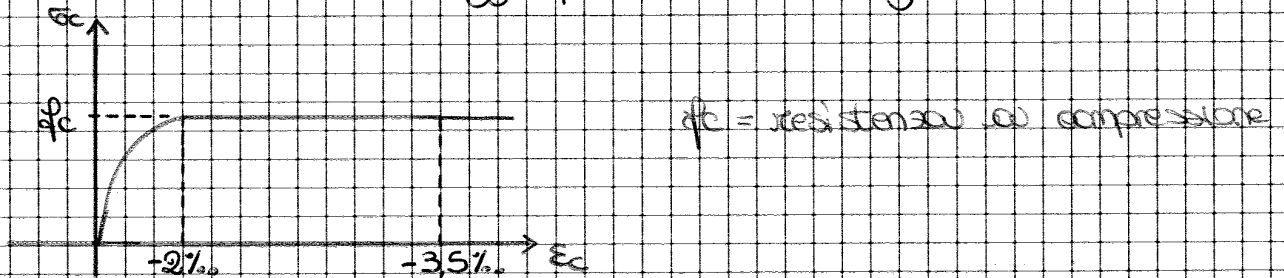 σc
fc
fc = resistenza a compressione
-2‰
-3,5‰
εc